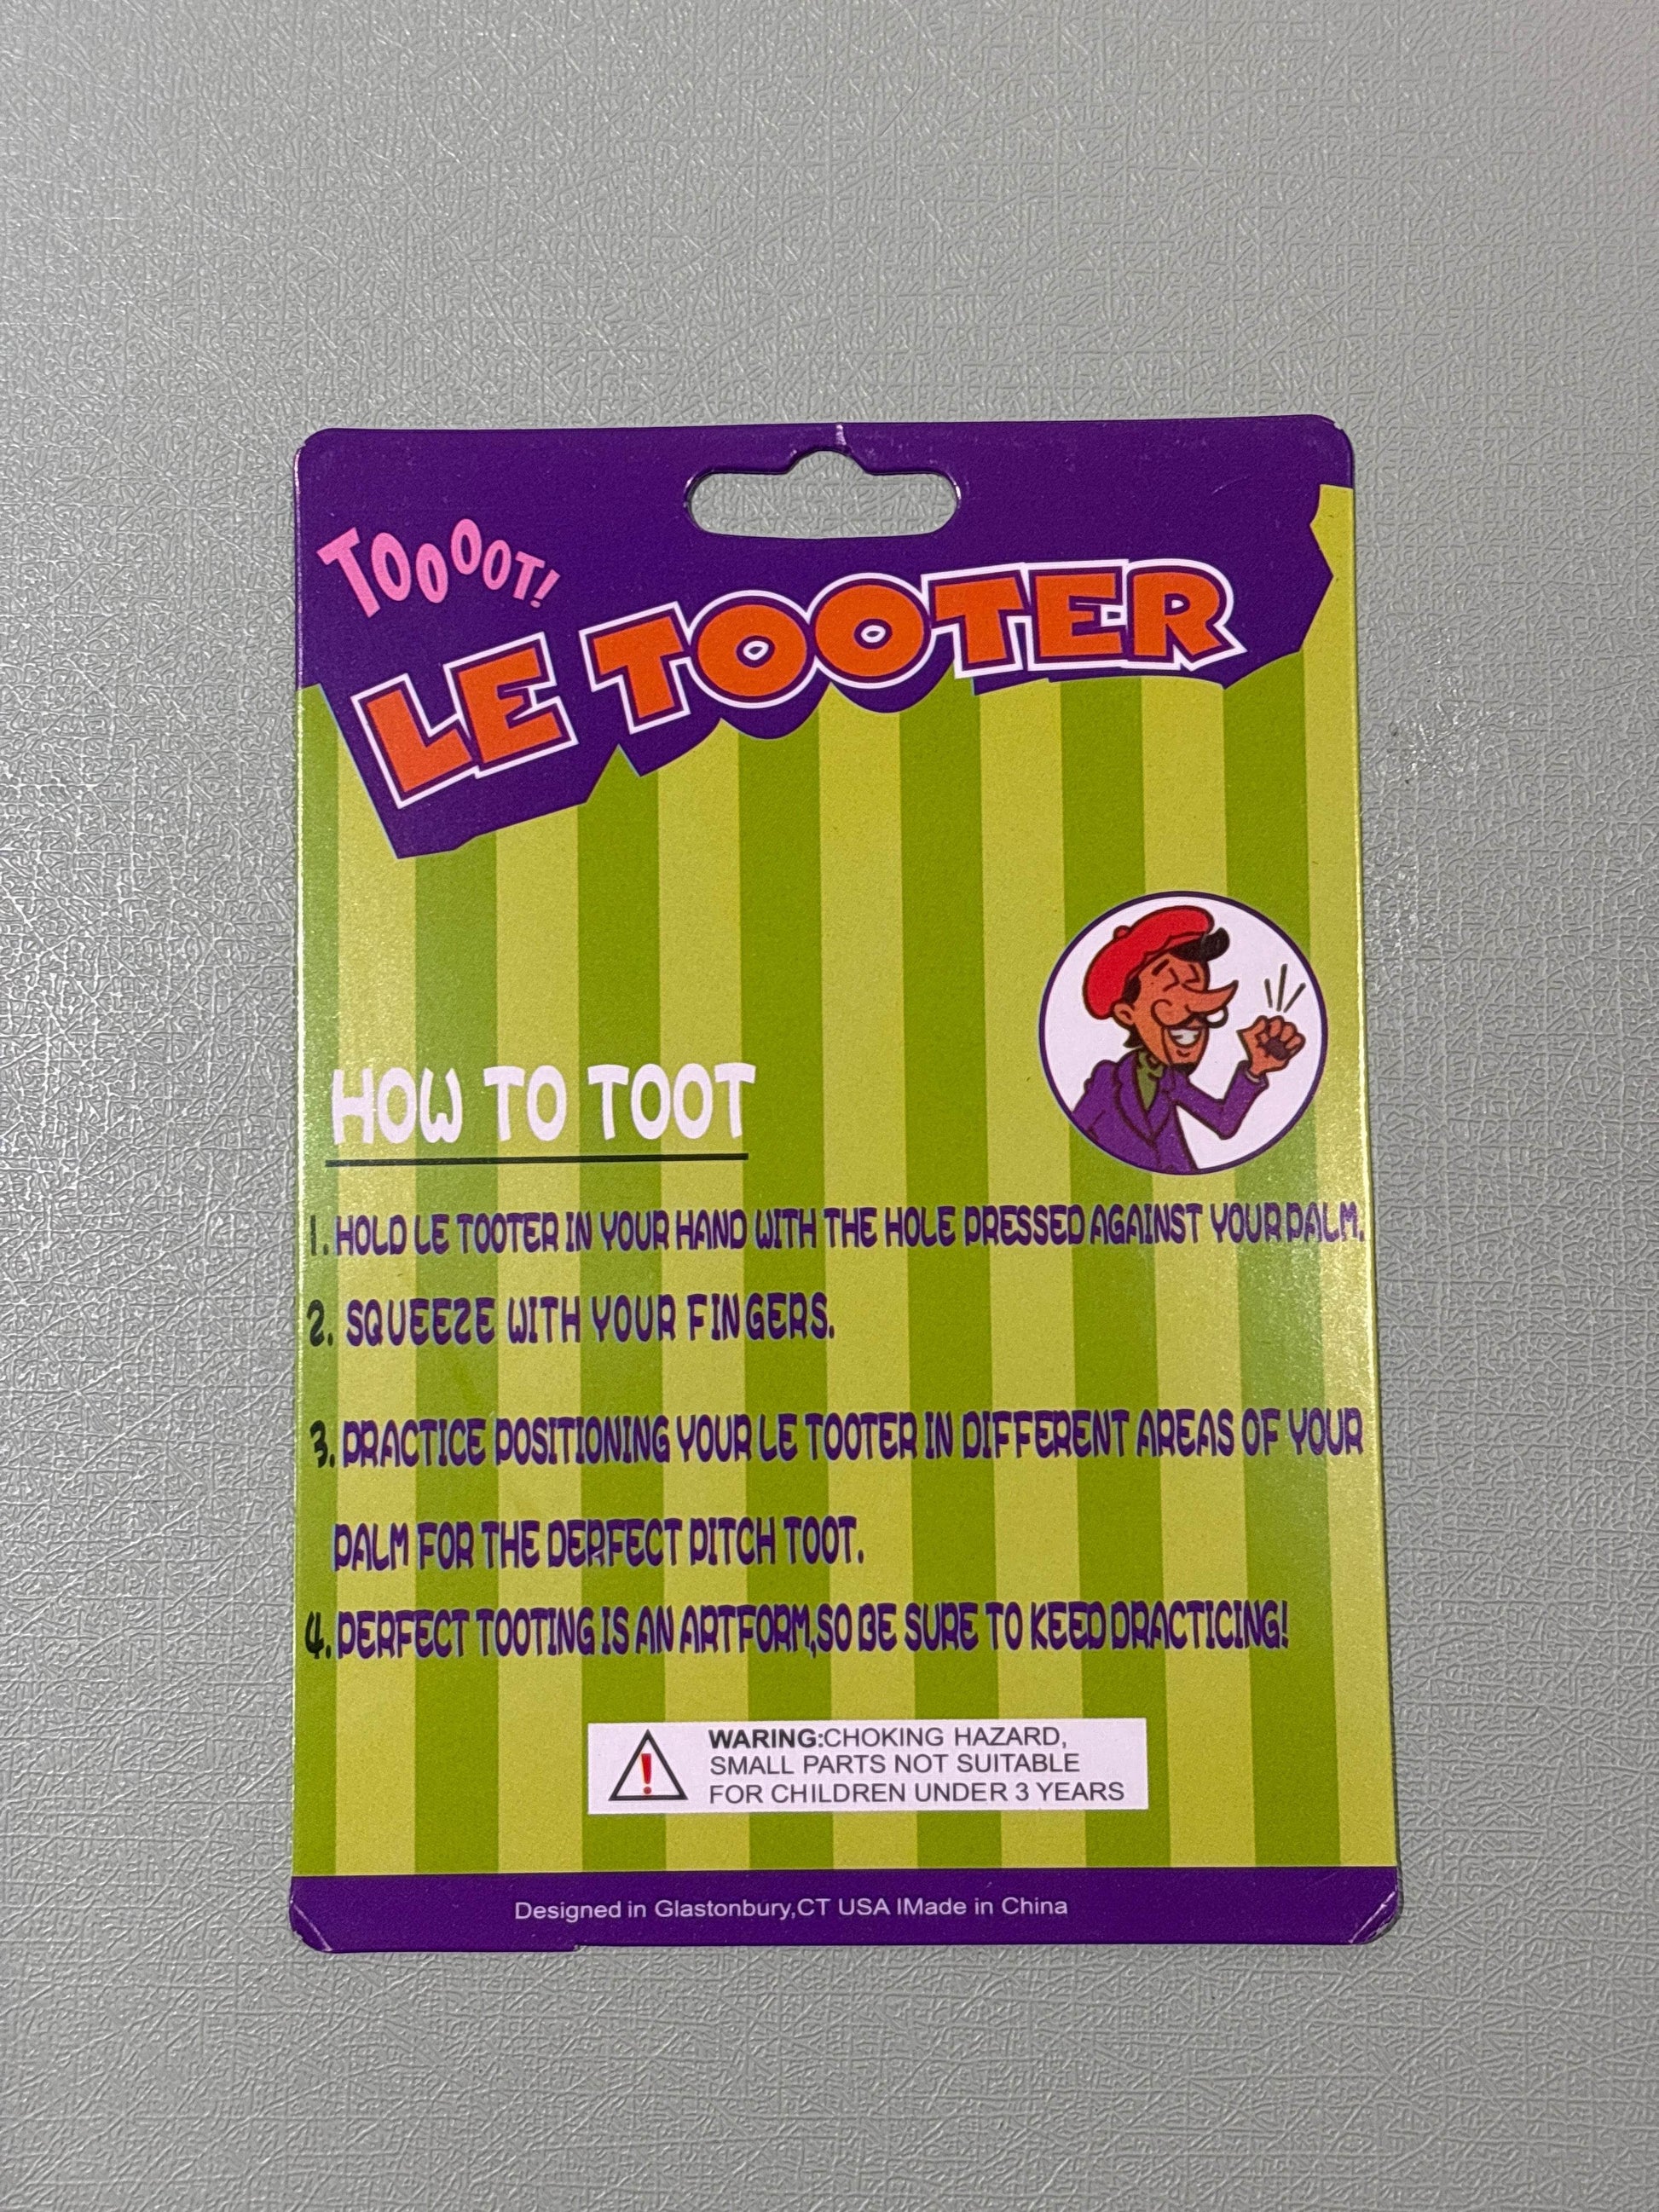 TOOOOT!
LE TOOTER
HOW TO TOOT
1. HOLD LE TOOTER IN YOUR HAND WITH THE HOLE PRESSED AGAINST YOUR PALM.
2. SQUEEZE WITH YOUR FINGERS.
3. PRACTICE POSITIONING YOUR LE TOOTER IN DIFFERENT AREAS OF YOUR
PALM FOR THE PERFECT PITCH TOOT.
4. PERFECT TOOTING IS AN ARTFORM,SO BE SURE TO KEEP PRACTICING!
WARING:CHOKING HAZARD,
SMALL PARTS NOT SUITABLE
FOR CHILDREN UNDER 3 YEARS
Designed in Glastonbury,CT USA IMade in China